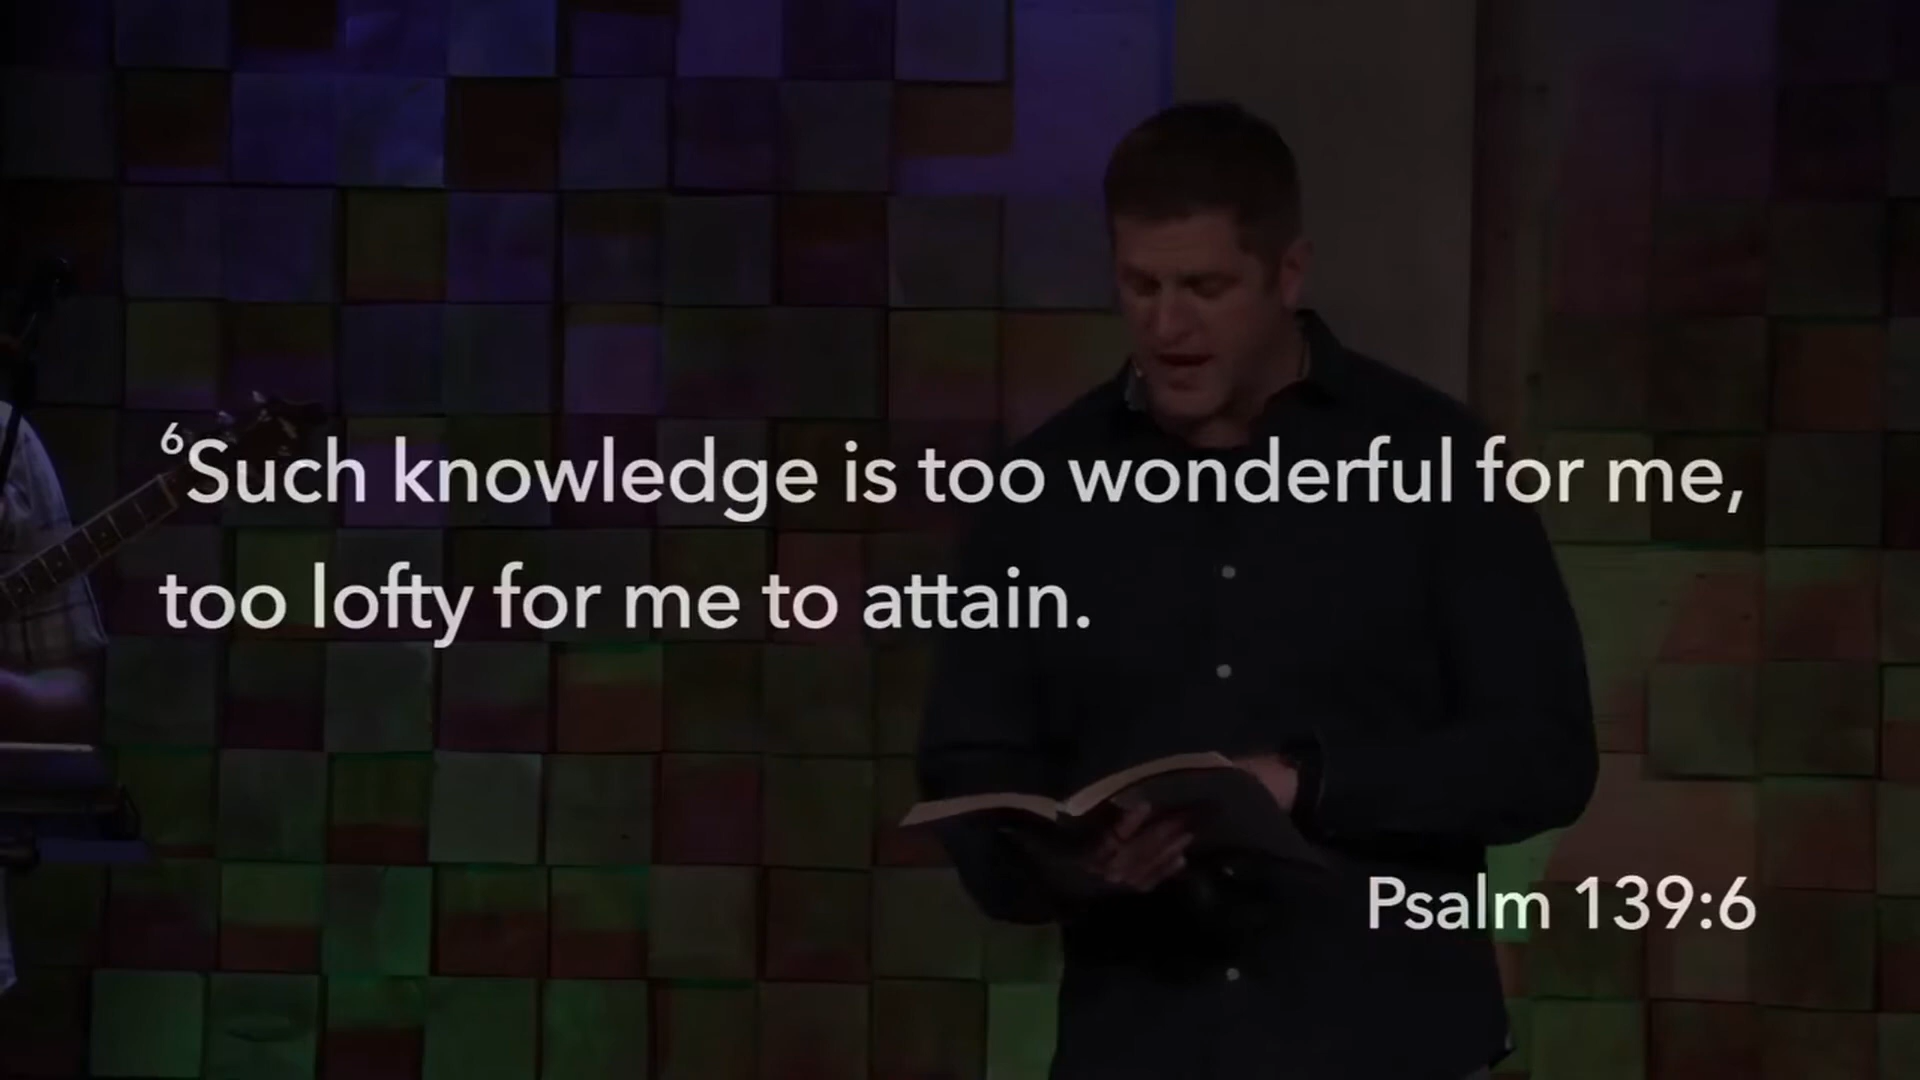 ⁶Such knowledge is too wonderful for me,
too lofty for me to attain.
Psalm 139:6